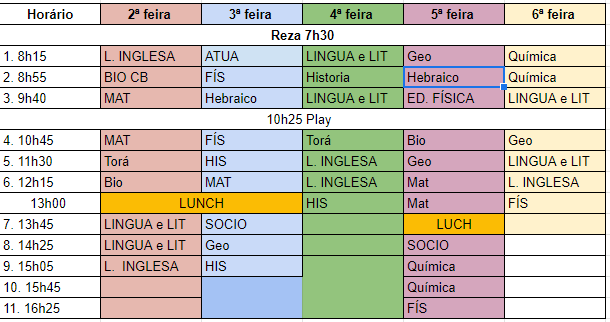 Horário 2ª feira 3ª feira 4ª feira 5ª feira 6ª feira
Reza 7h30
1. 8h15 L. INGLESA ATUA LINGUA e LIT Geo Química
2. 8h55 BIO CB FÍS Historia Hebraico Química
3. 9h40 MAT Hebraico LINGUA e LIT ED. FÍSICA LINGUA e LIT
10h25 Play
4. 10h45 MAT FÍS Torá Bio Geo
5. 11h30 Torá HIS L. INGLESA Geo LINGUA e LIT
6. 12h15 Bio MAT L. INGLESA Mat L. INGLESA
13h00 LUNCH HIS Mat FÍS
7. 13h45 LINGUA e LIT SOCIO LUCH
8. 14h25 LINGUA e LIT Geo SOCIO
9. 15h05 L. INGLESA HIS Química
10. 15h45 Química
11. 16h25 FÍS